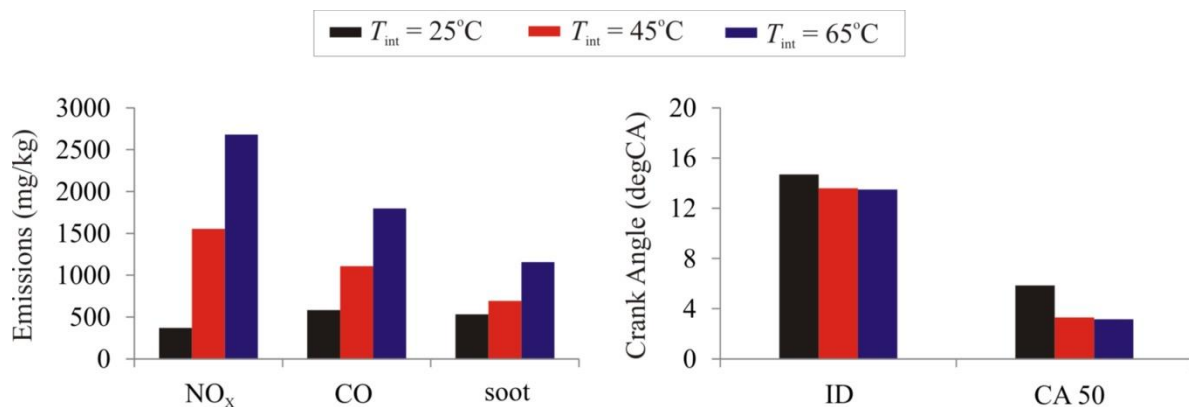 T_int = 25°C T_int = 45°C T_int = 65°C
Emissions (mg/kg)
3000
2500
2000
1500
1000
500
0
NO_X CO soot
Crank Angle (degCA)
20
16
12
8
4
0
ID CA 50